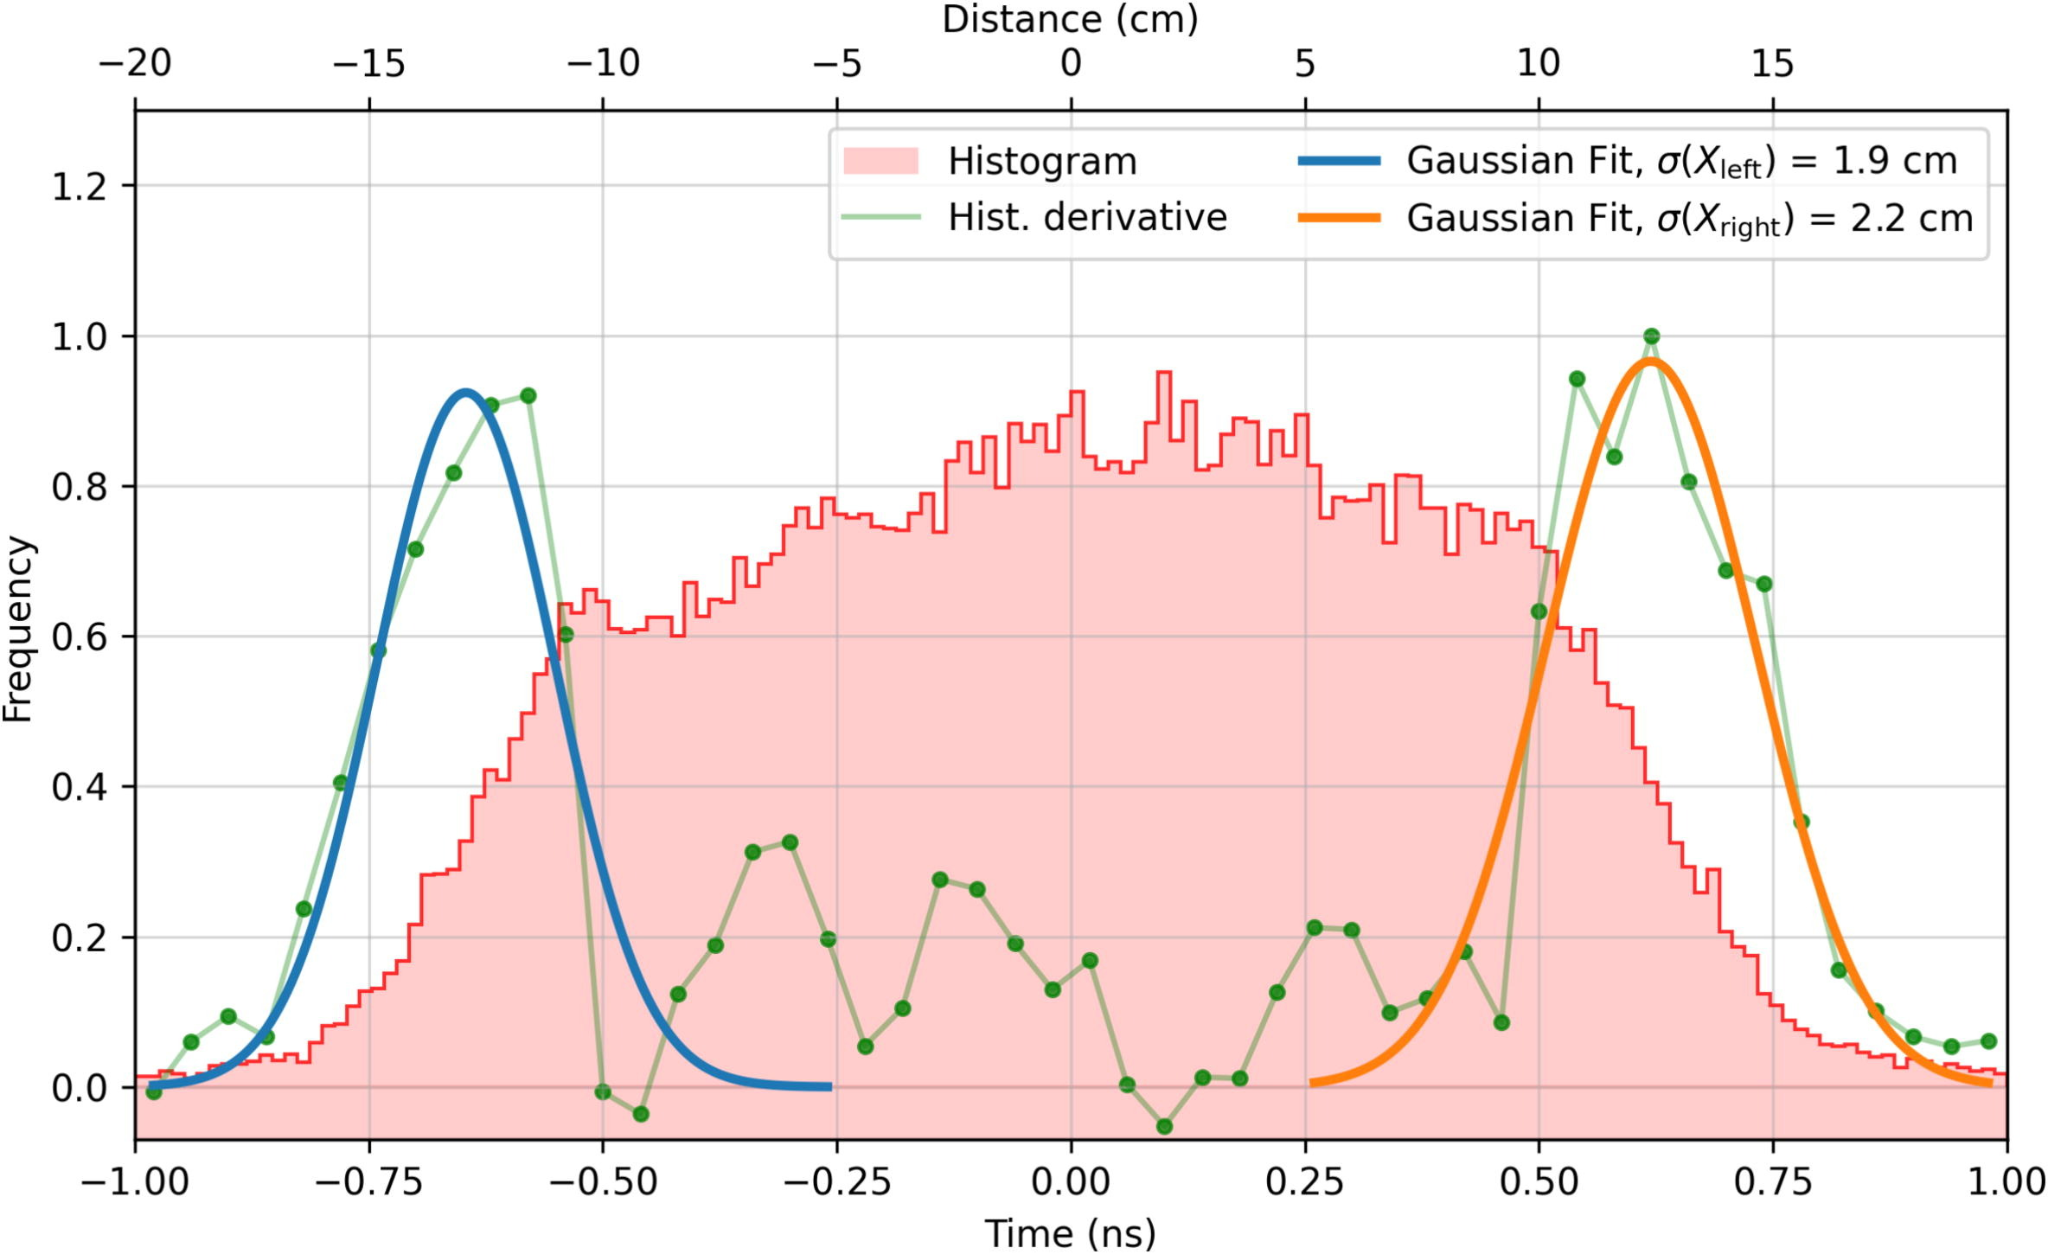 Distance (cm)
−20 −15 −10 −5 0 5 10 15
Histogram
Hist. derivative
Gaussian Fit, σ(Xleft) = 1.9 cm
Gaussian Fit, σ(Xright) = 2.2 cm
1.2
1.0
0.8
0.6
0.4
0.2
0.0
Frequency
−1.00 −0.75 −0.50 −0.25 0.00 0.25 0.50 0.75 1.00
Time (ns)